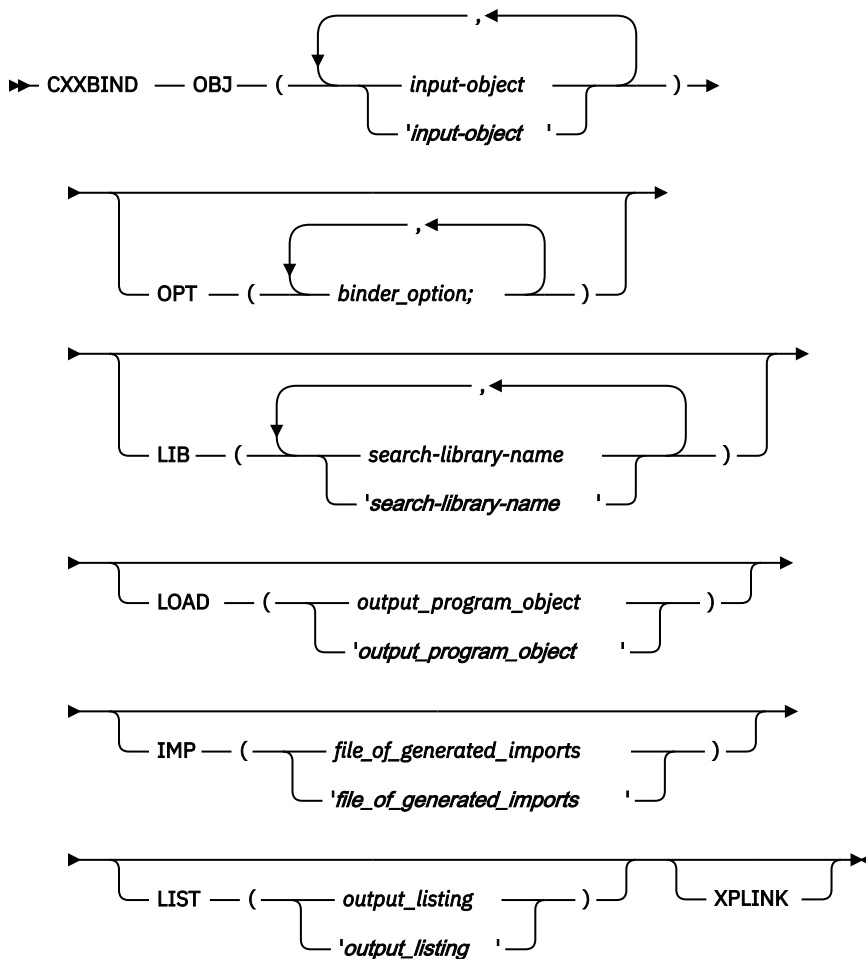 ,
CXXBIND OBJ ( input-object )
'input-object '
,
OPT ( binder_option; )
,
LIB ( search-library-name )
'search-library-name '
LOAD ( output_program_object )
'output_program_object '
IMP ( file_of_generated_imports )
'file_of_generated_imports '
LIST ( output_listing ) XPLINK
'output_listing '